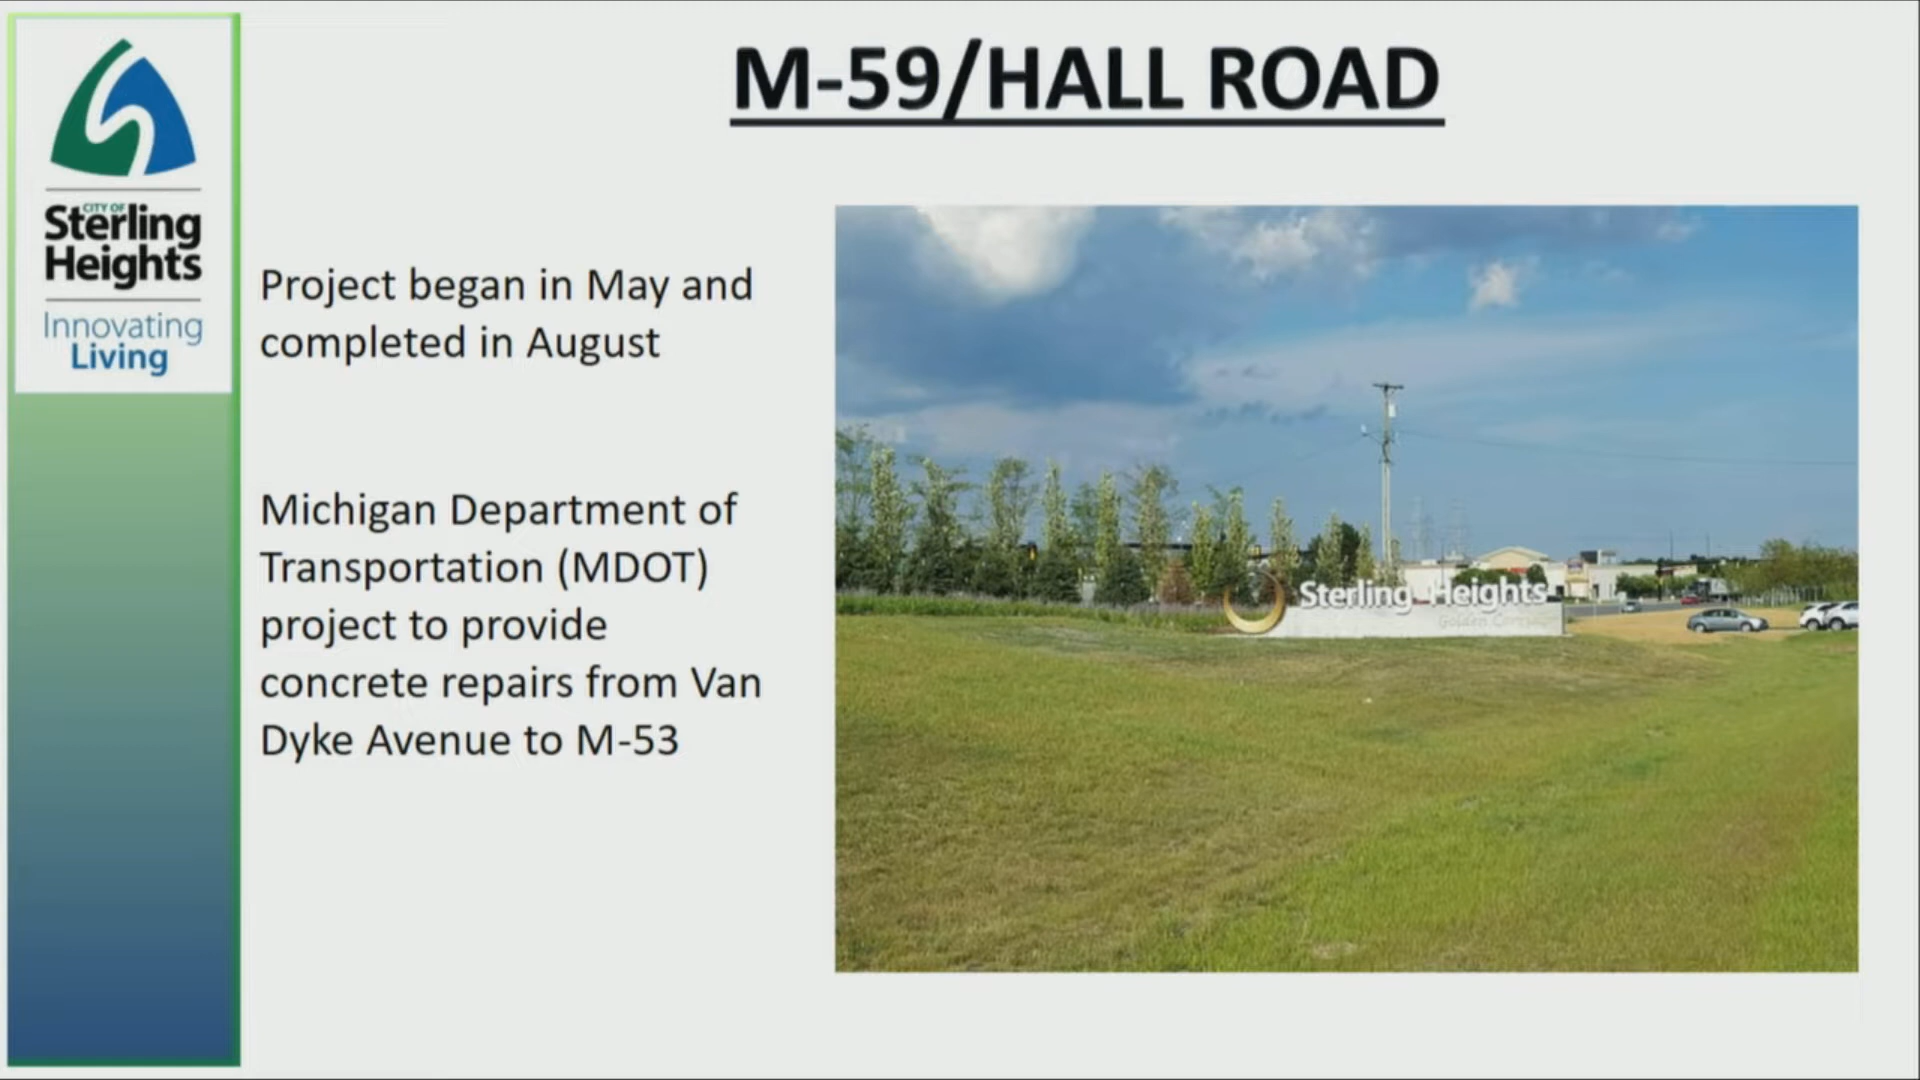 M-59/HALL ROAD
CITY OF
Sterling
Heights
Innovating
Living
Project began in May and
completed in August
Michigan Department of
Transportation (MDOT)
project to provide
concrete repairs from Van
Dyke Avenue to M-53
Sterling Heights
Golden